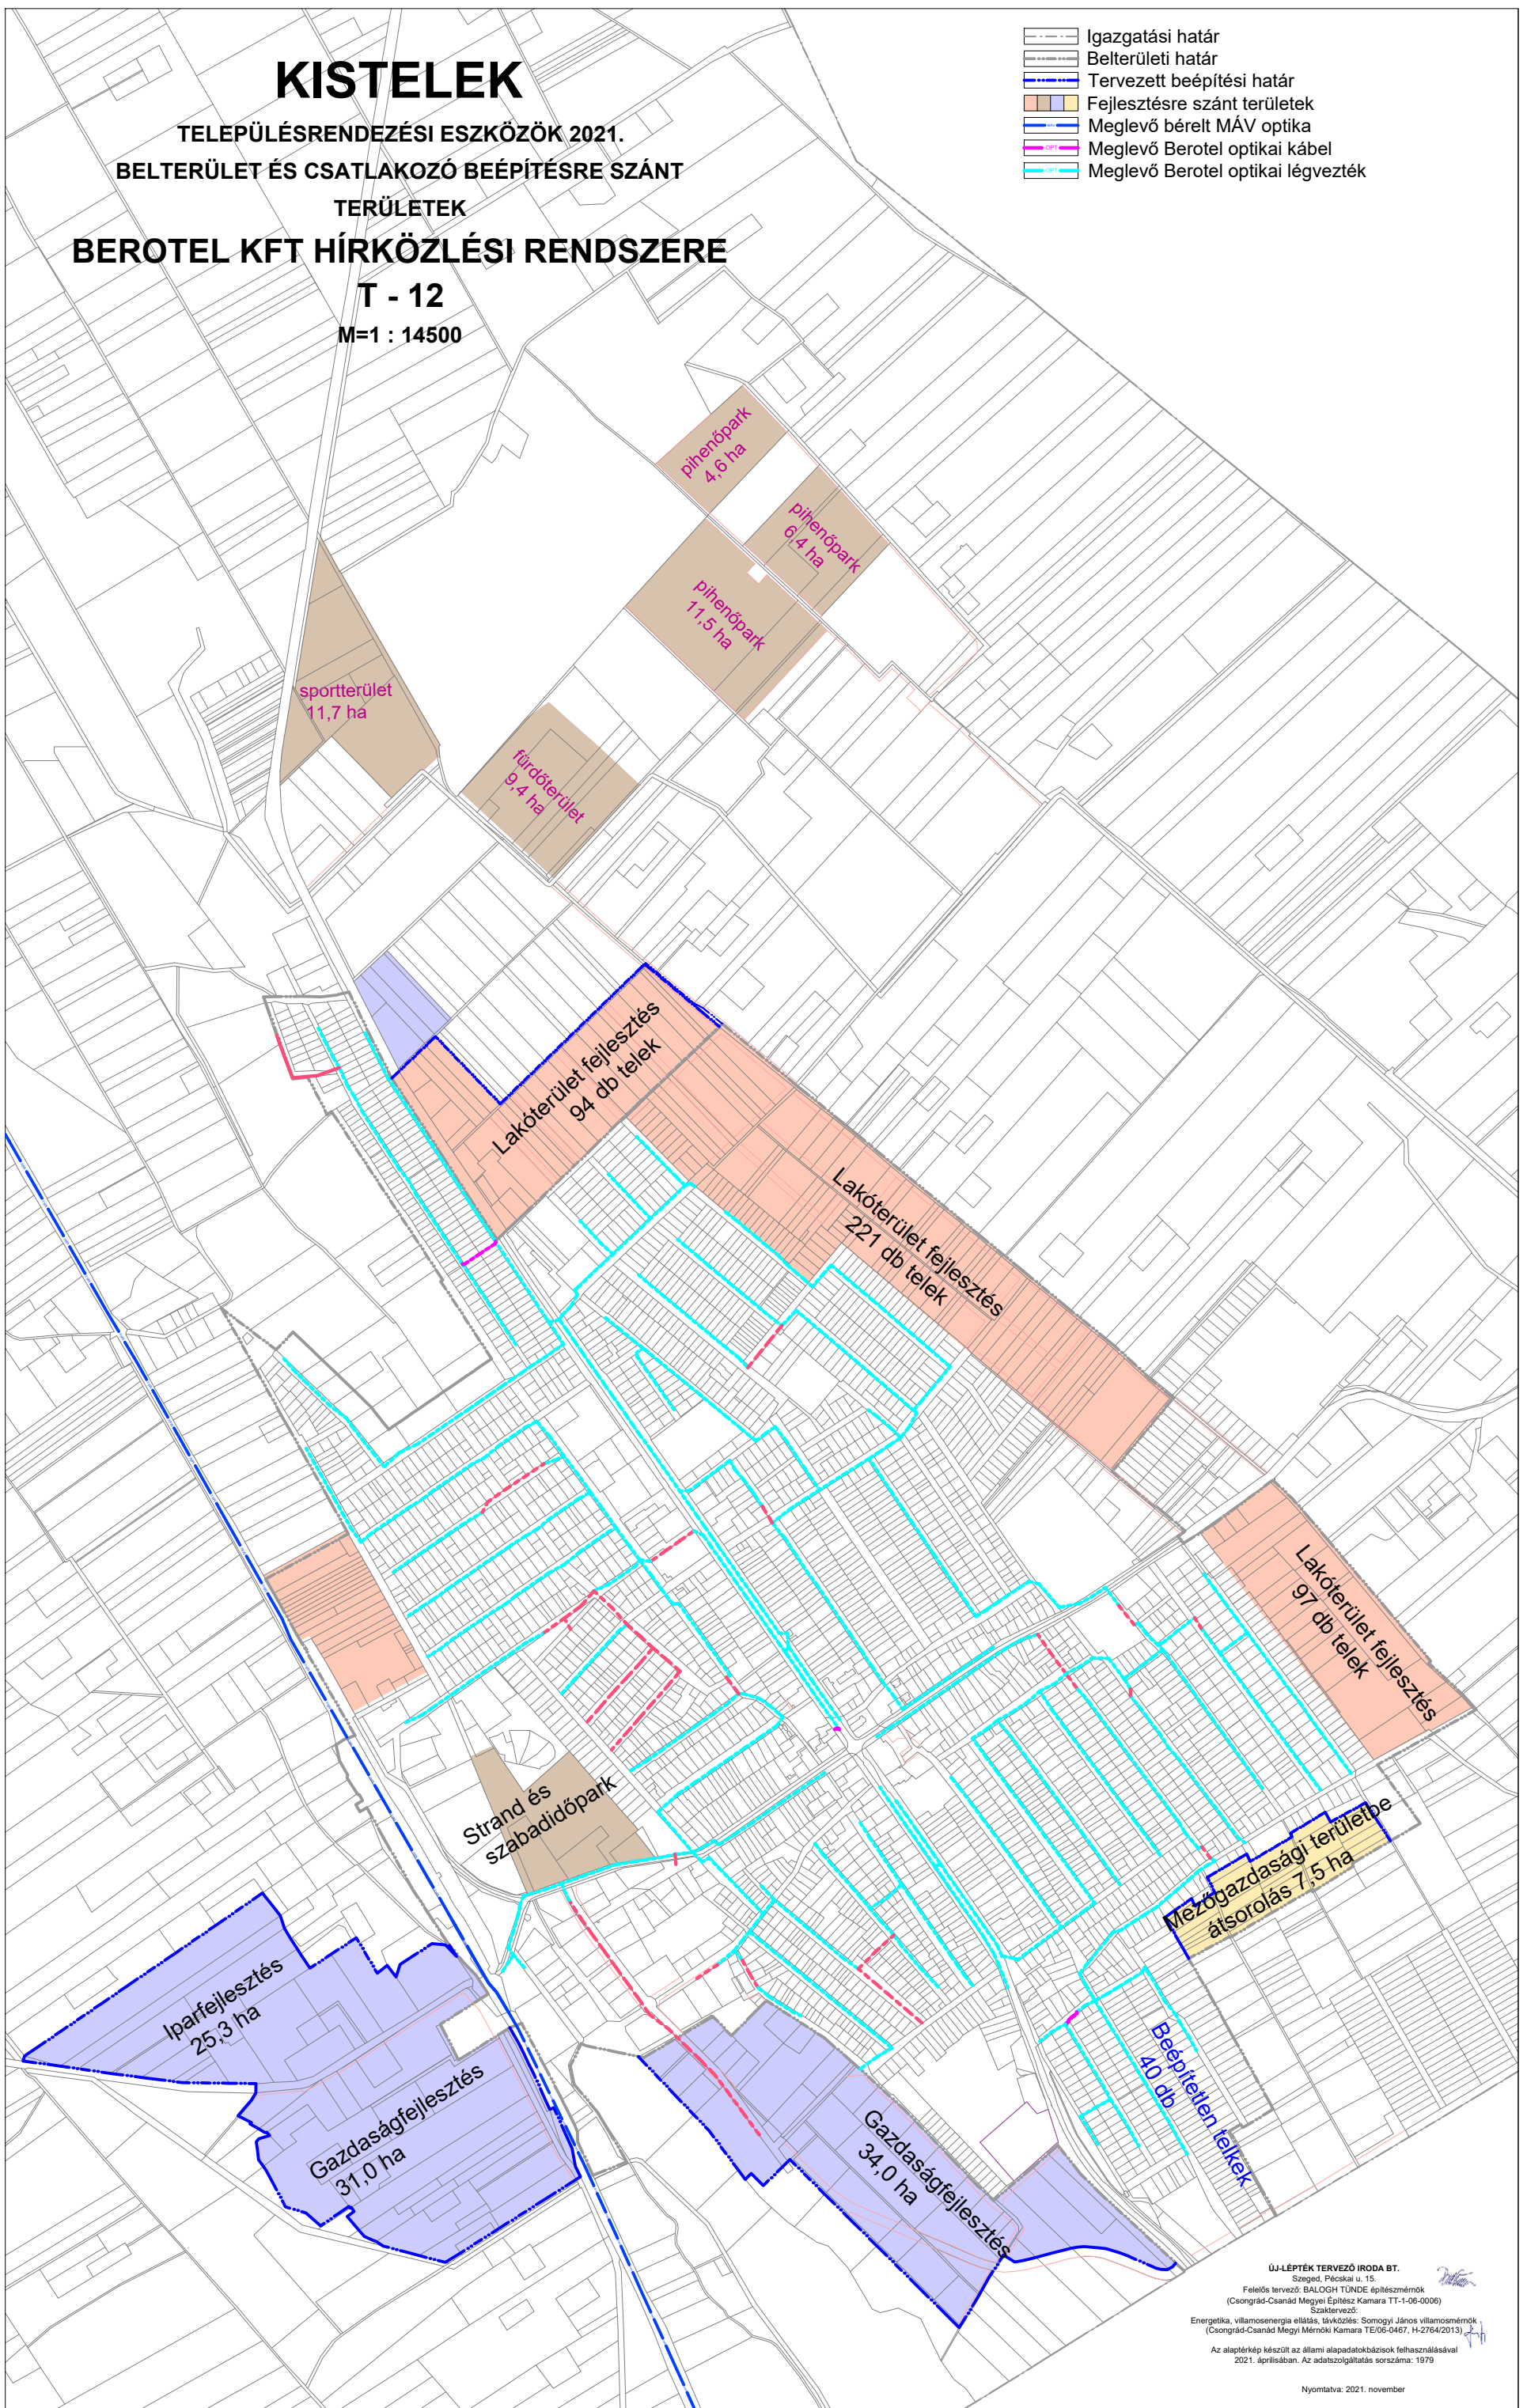 KISTELEK
TELEPÜLÉSRENDEZÉSI ESZKÖZÖK 2021.
BELTERÜLET ÉS CSATLAKOZÓ BEÉPÍTÉSRE SZÁNT
TERÜLETEK
BEROTEL KFT HÍRKÖZLÉSI RENDSZERE
T - 12
M=1 : 14500
Igazgatási határ
Belterületi határ
Tervezett beépítési határ
Fejlesztésre szánt területek
Meglevő bérelt MÁV optika
Meglevő Berotel optikai kábel
Meglevő Berotel optikai légvezték
pihenőpark
4,6 ha
pihenőpark
6,4 ha
pihenőpark
11,5 ha
sportterület
11,7 ha
fürdőterület
9,4 ha
Lakóterület fejlesztés
94 db telek
Lakóterület fejlesztés
221 db telek
Lakóterület fejlesztés
97 db telek
Strand és
szabadidőpark
Mezőgazdasági területbe
átsorolás 7,5 ha
Iparfejlesztés
25,3 ha
Gazdaságfejlesztés
31,0 ha
Gazdaságfejlesztés
34,0 ha
Beépítetlen telkek
40 db
ÚJ-LÉPTÉK TERVEZŐ IRODA BT.
Szeged, Pécskai u. 15.
Felelős tervező: BALOGH TÜNDE építészmérnök
(Csongrád-Csanád Megyei Építész Kamara TT-1-06-0006)
Szaktervező:
Energetika, villamosenergia ellátás, távközlés: Somogyi János villamosmérnök
(Csongrád-Csanád Megyi Mérnöki Kamara TE/06-0467, H-2764/2013)
Az alaptérkép készült az állami alapadatokbázisok felhasználásával
2021. áprilisában. Az adatszolgáltatás sorszáma: 1979
Nyomtatva: 2021. november